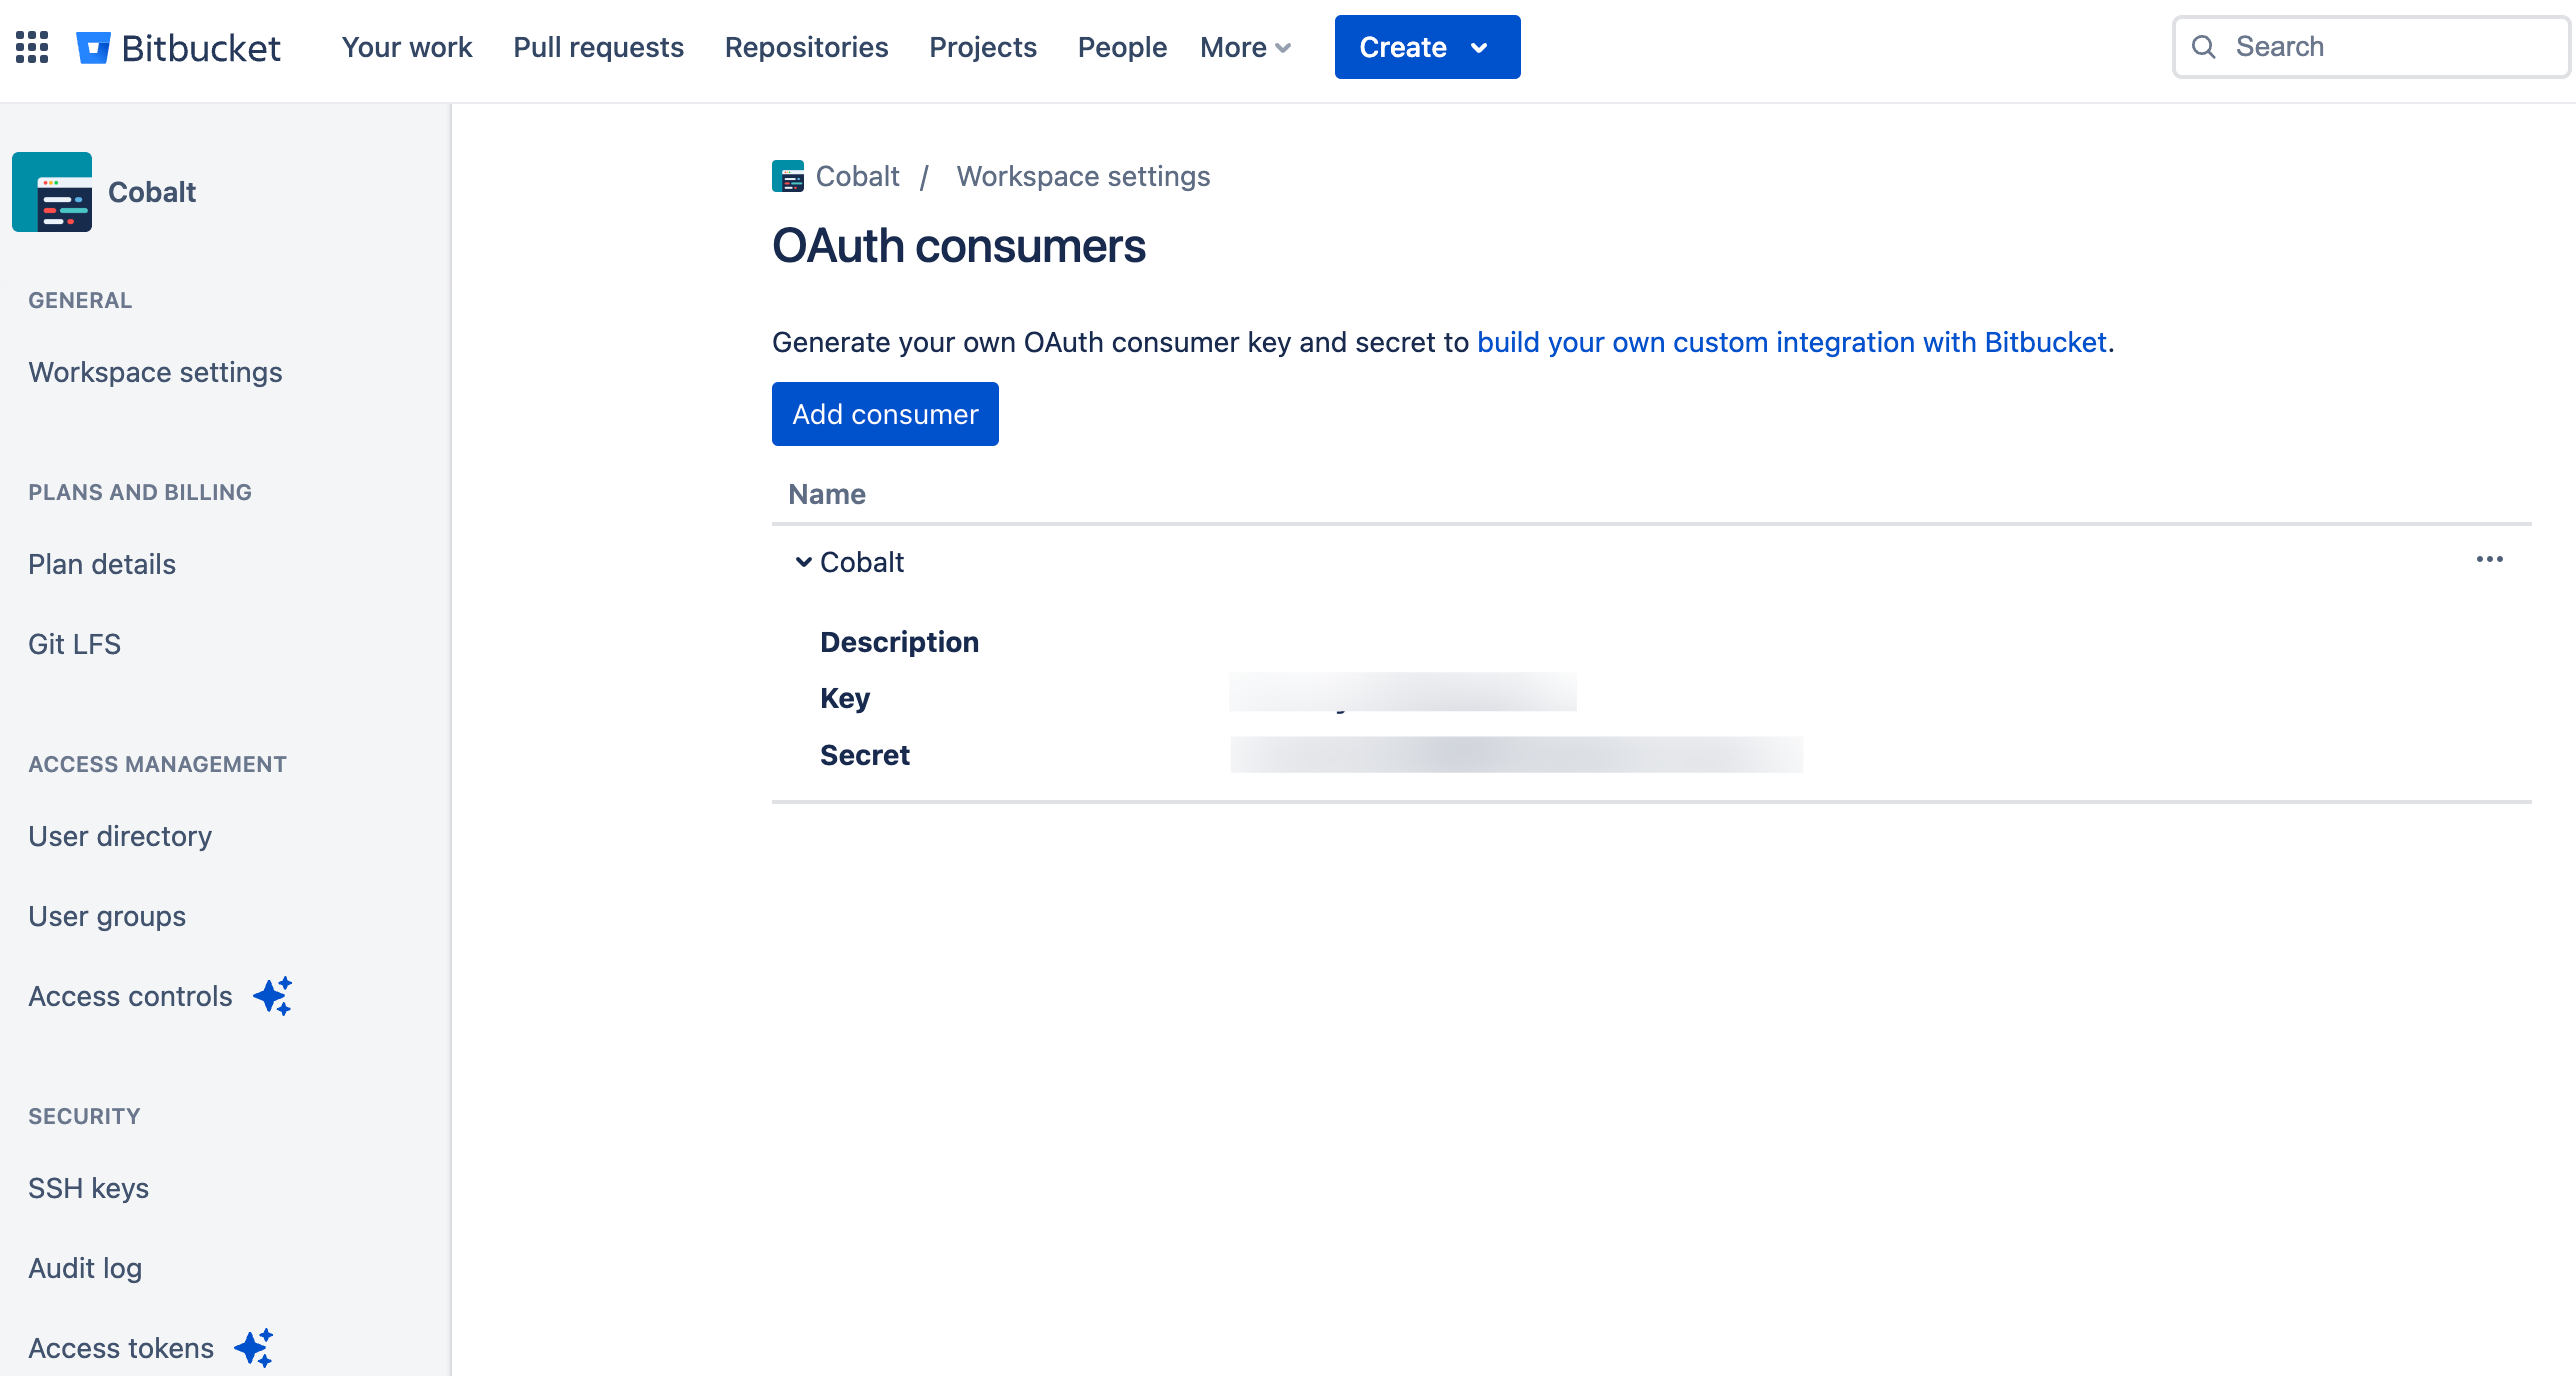 Bitbucket Your work Pull requests Repositories Projects People More Create Search
Cobalt
GENERAL
Workspace settings
PLANS AND BILLING
Plan details
Git LFS
ACCESS MANAGEMENT
User directory
User groups
Access controls
SECURITY
SSH keys
Audit log
Access tokens
Cobalt / Workspace settings
OAuth consumers
Generate your own OAuth consumer key and secret to build your own custom integration with Bitbucket.
Add consumer
Name
Cobalt
Description
Key
Secret